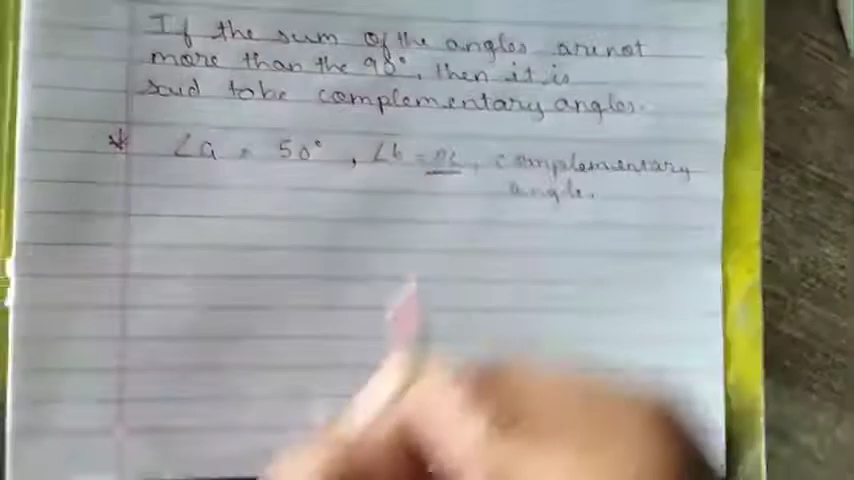 If the sum of the angles are not
more than the 90°, then it is
said to be complementary angles.
* ∠a = 50°, ∠b = x, complementary
angle.